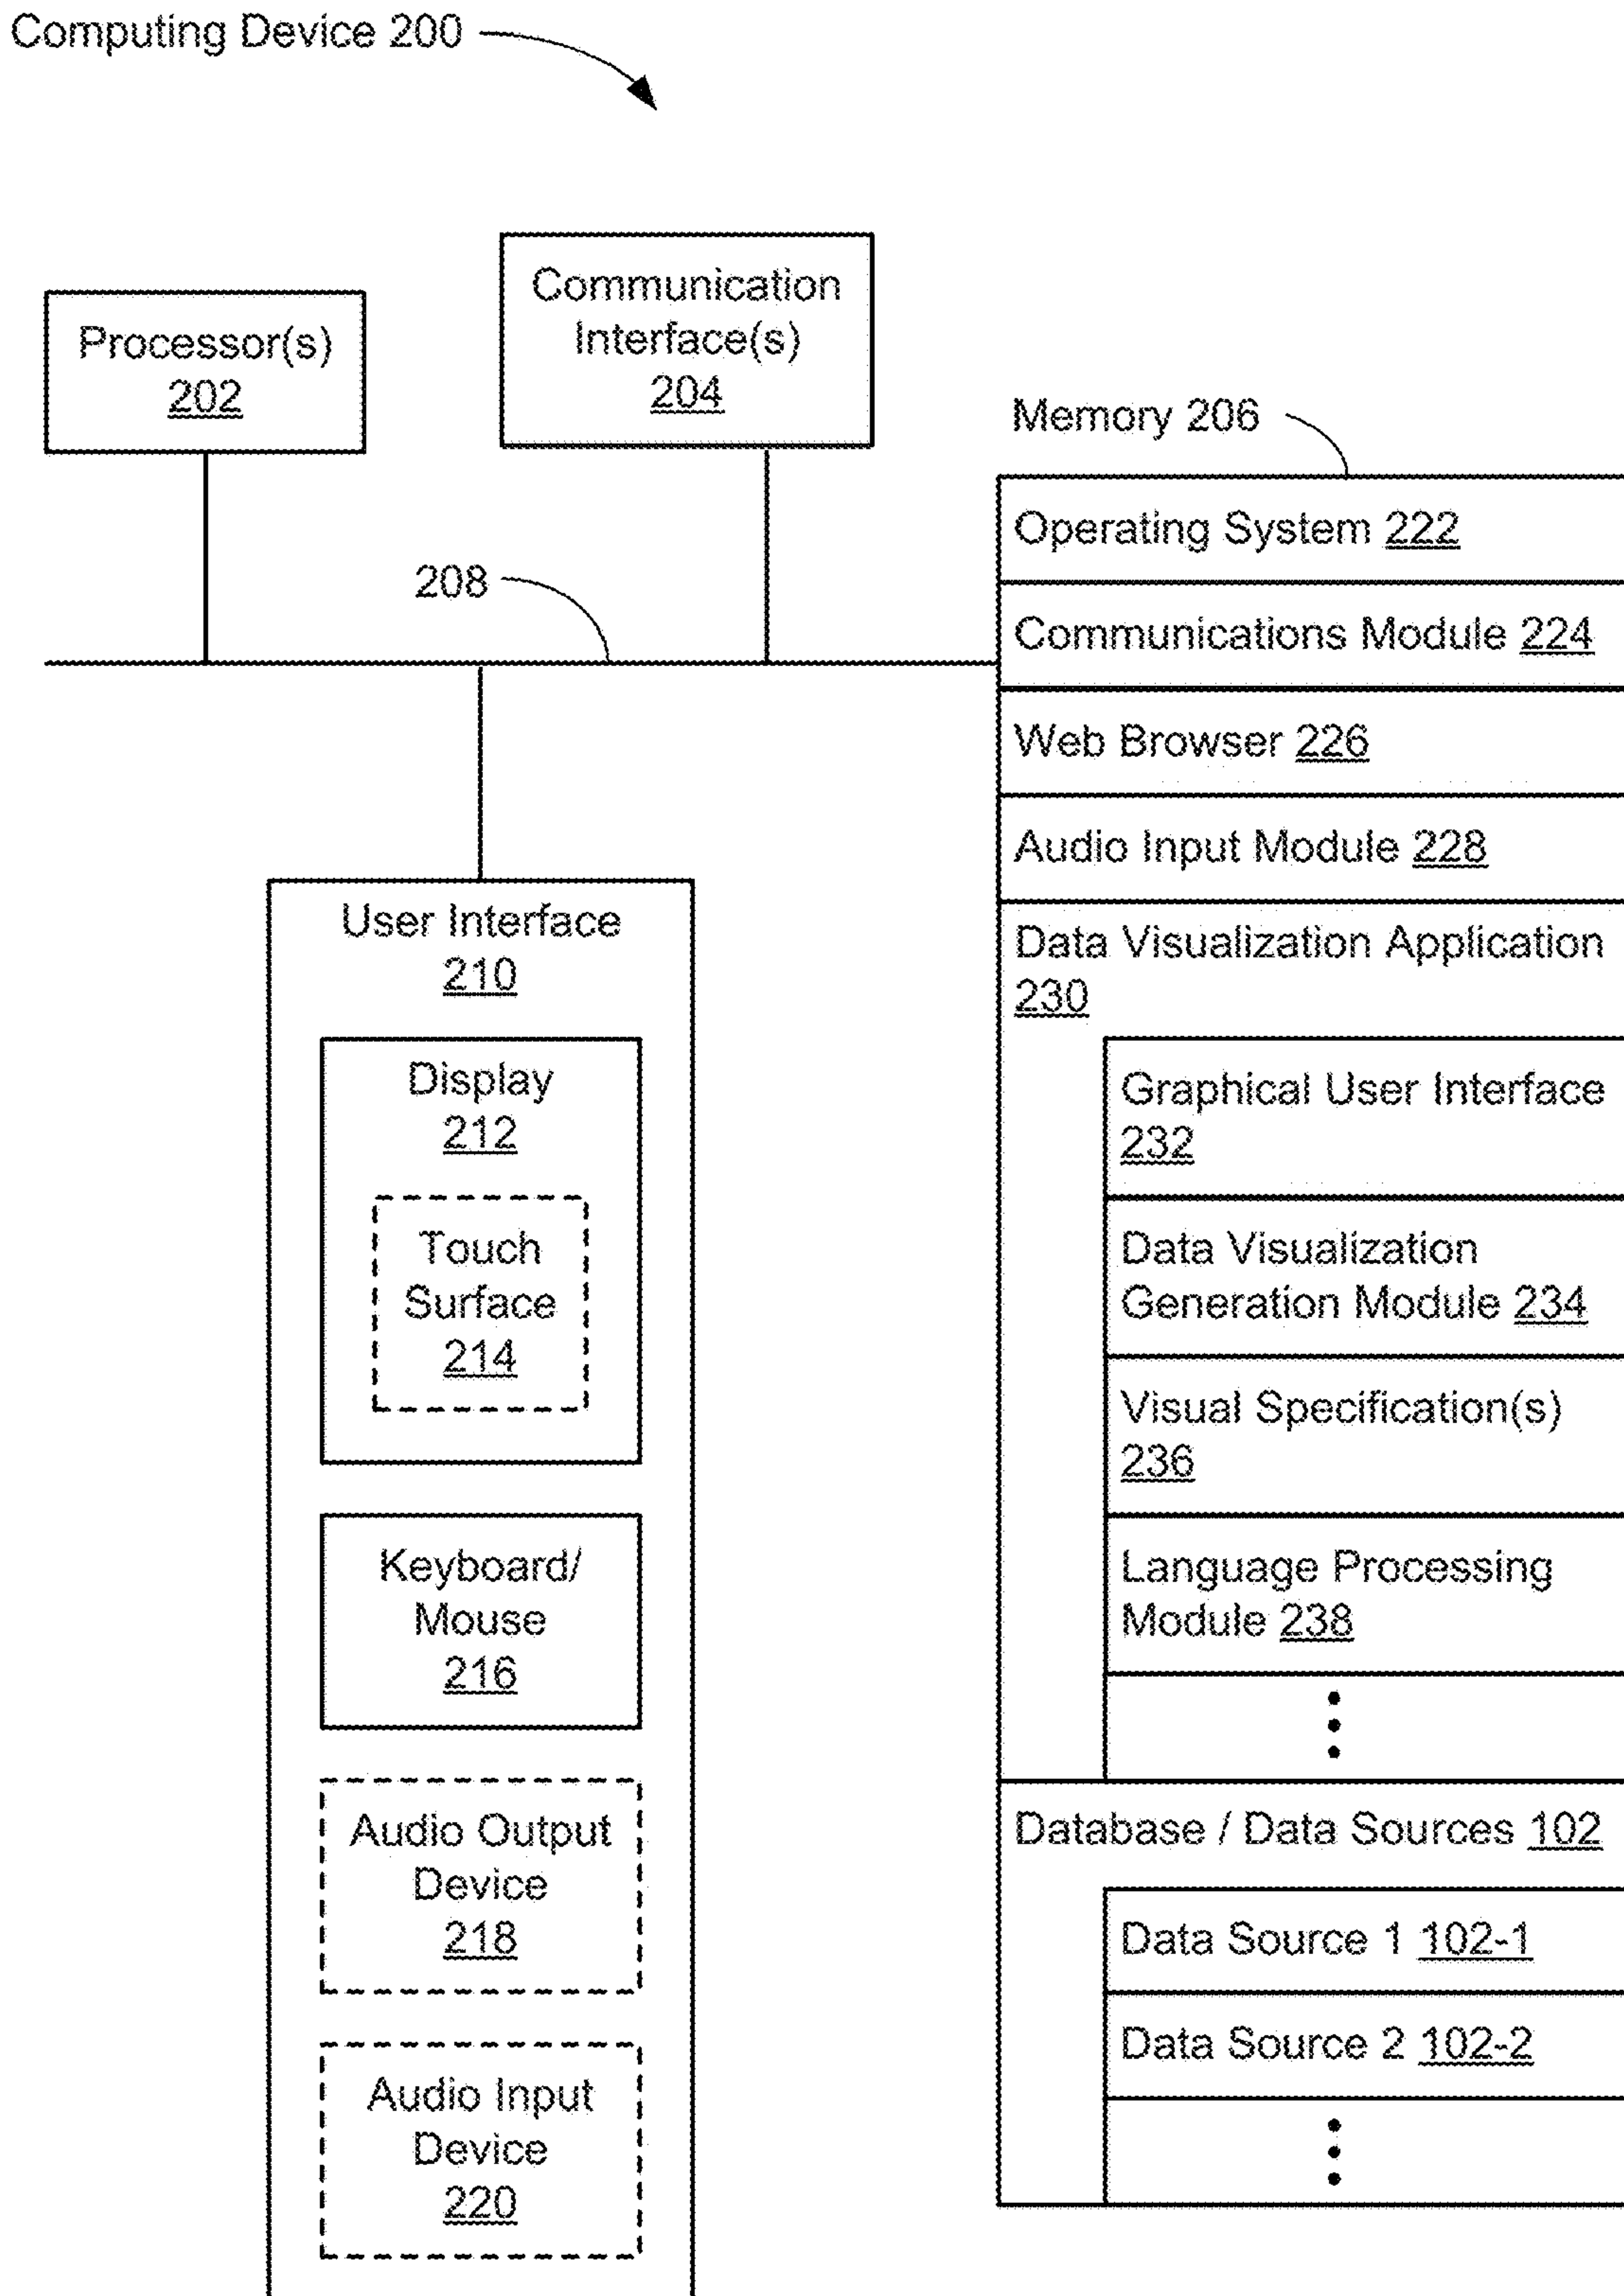 Computing Device 200
Processor(s)
202
Communication
Interface(s)
204
208
User Interface
210
Display
212
Touch
Surface
214
Keyboard/
Mouse
216
Audio Output
Device
218
Audio Input
Device
220
Memory 206
Operating System 222
Communications Module 224
Web Browser 226
Audio Input Module 228
Data Visualization Application
230
Graphical User Interface
232
Data Visualization
Generation Module 234
Visual Specification(s)
236
Language Processing
Module 238
Database / Data Sources 102
Data Source 1 102-1
Data Source 2 102-2